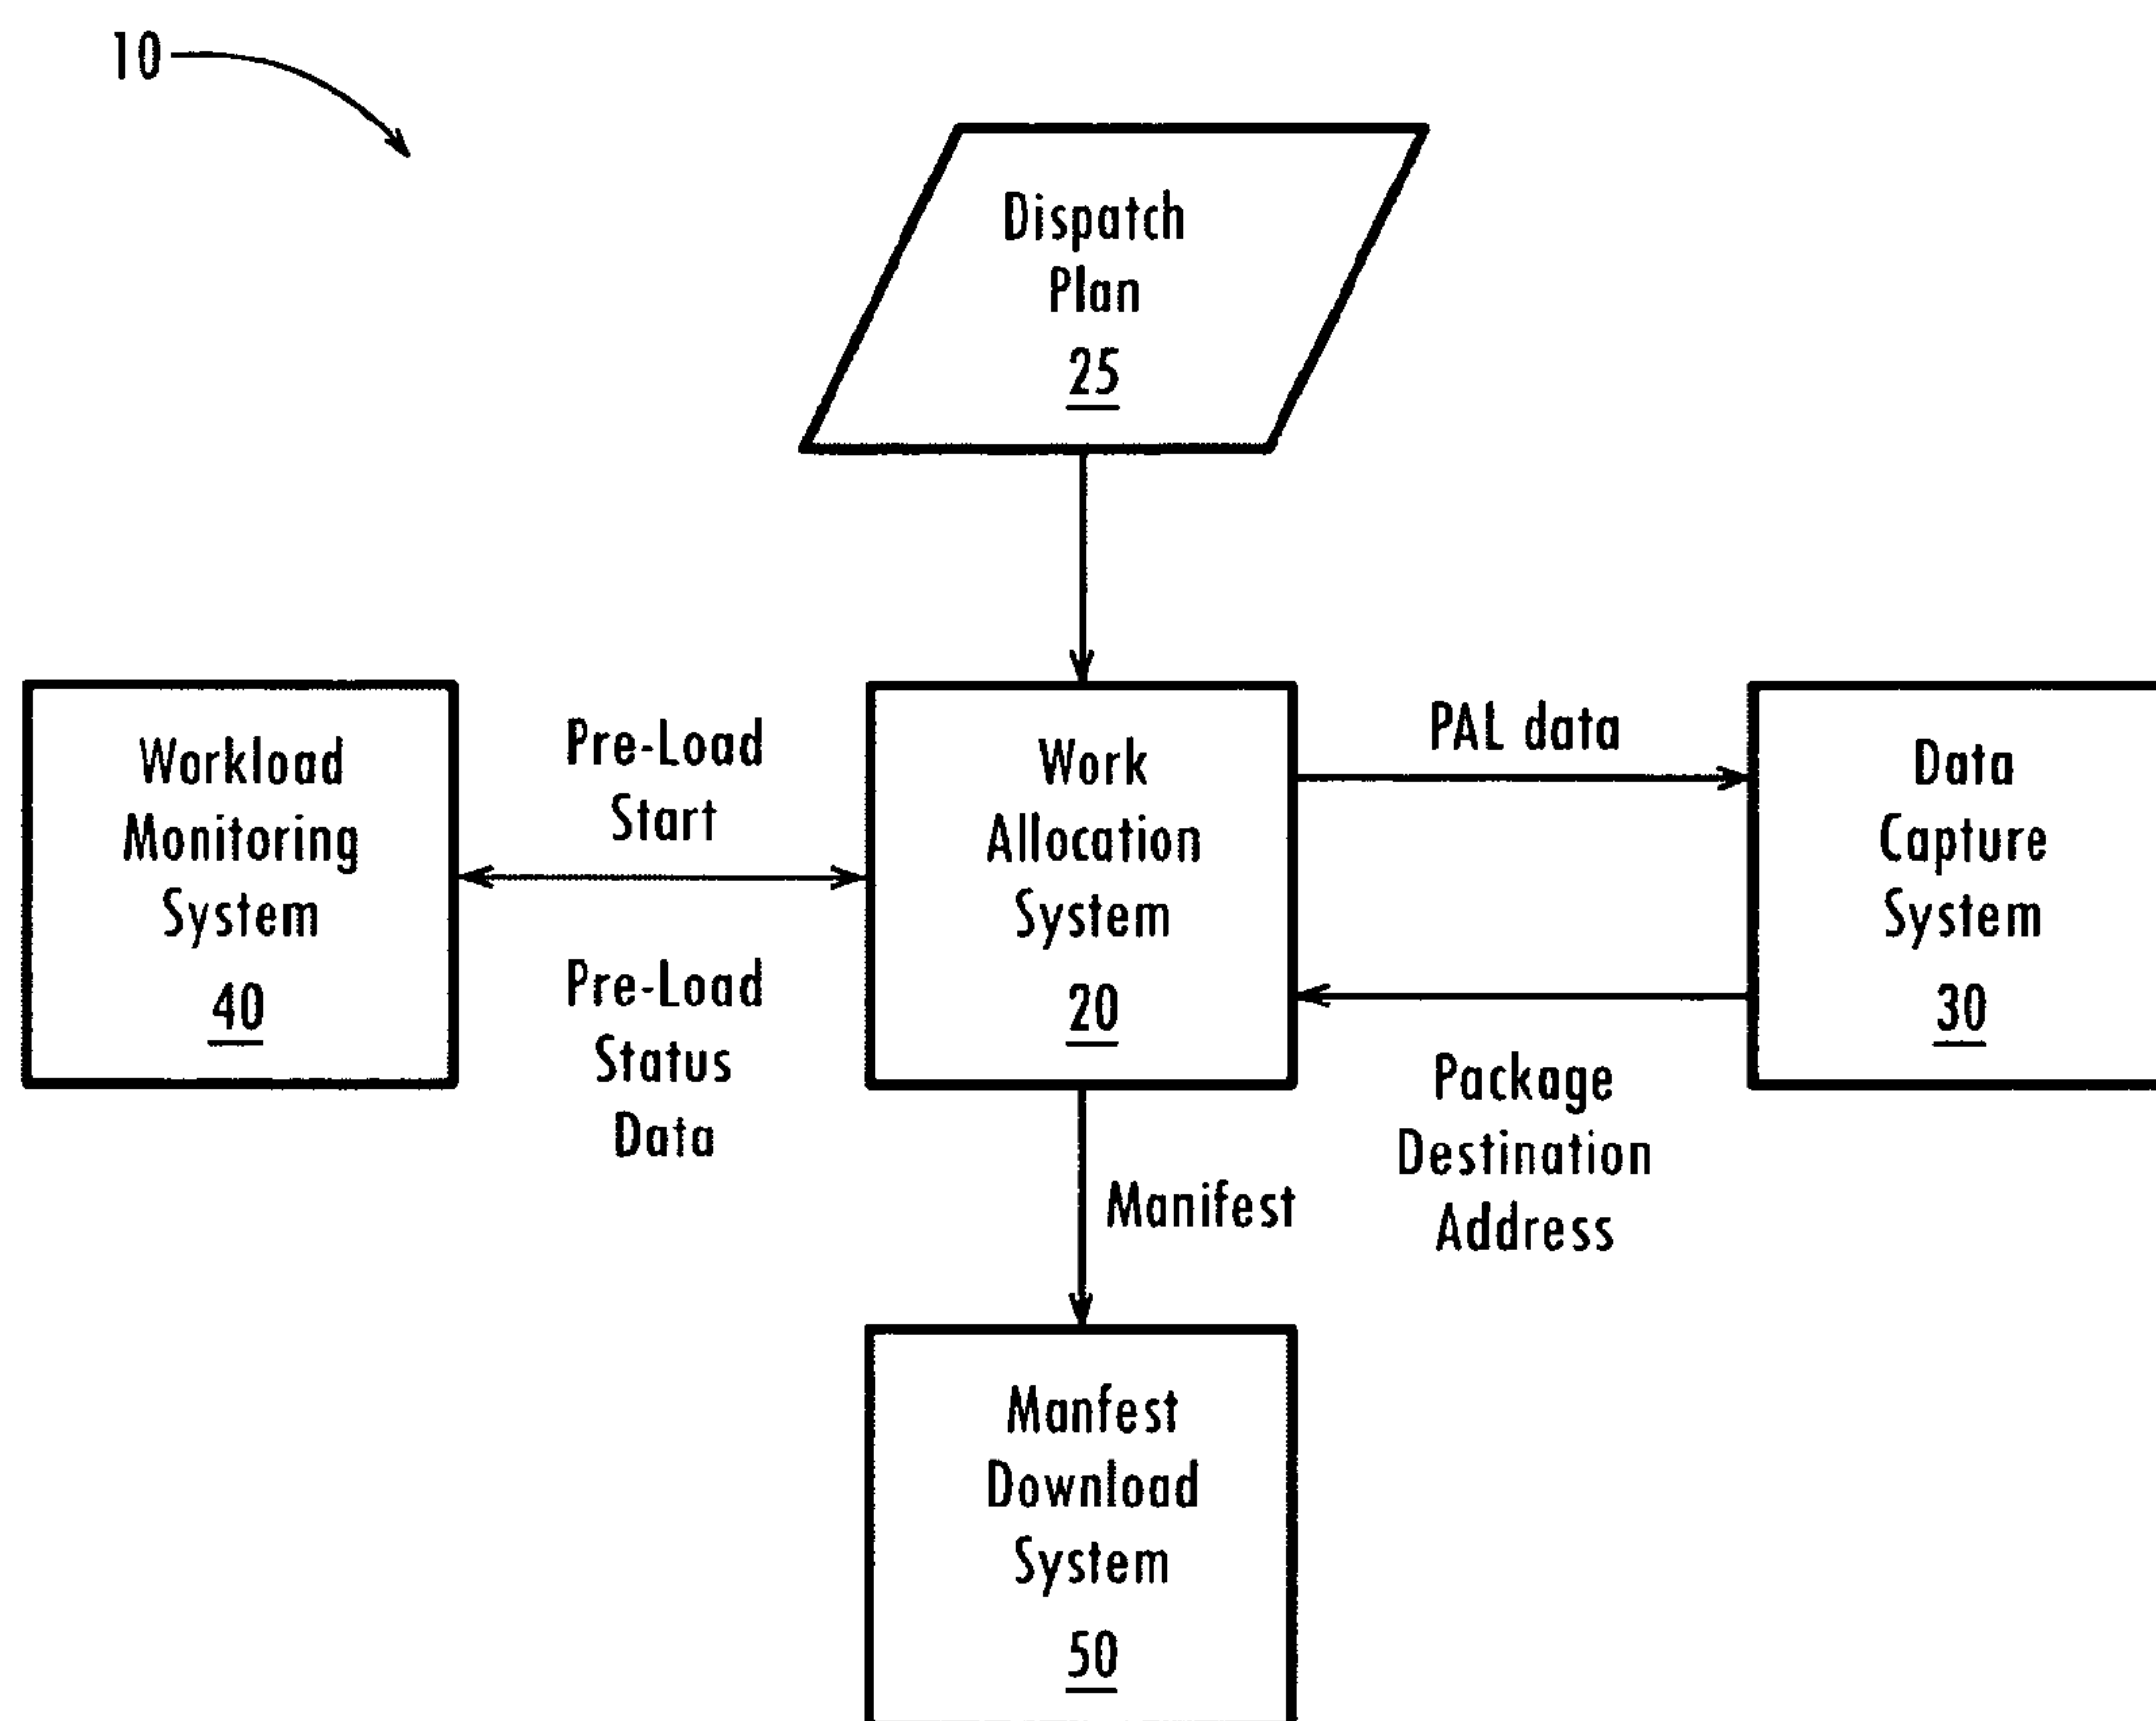 10
Dispatch
Plan
25
Workload
Monitoring
System
40
Pre-Load
Start
Pre-Load
Status
Data
Work
Allocation
System
20
PAL data
Package
Destination
Address
Data
Capture
System
30
Manifest
Manfest
Download
System
50